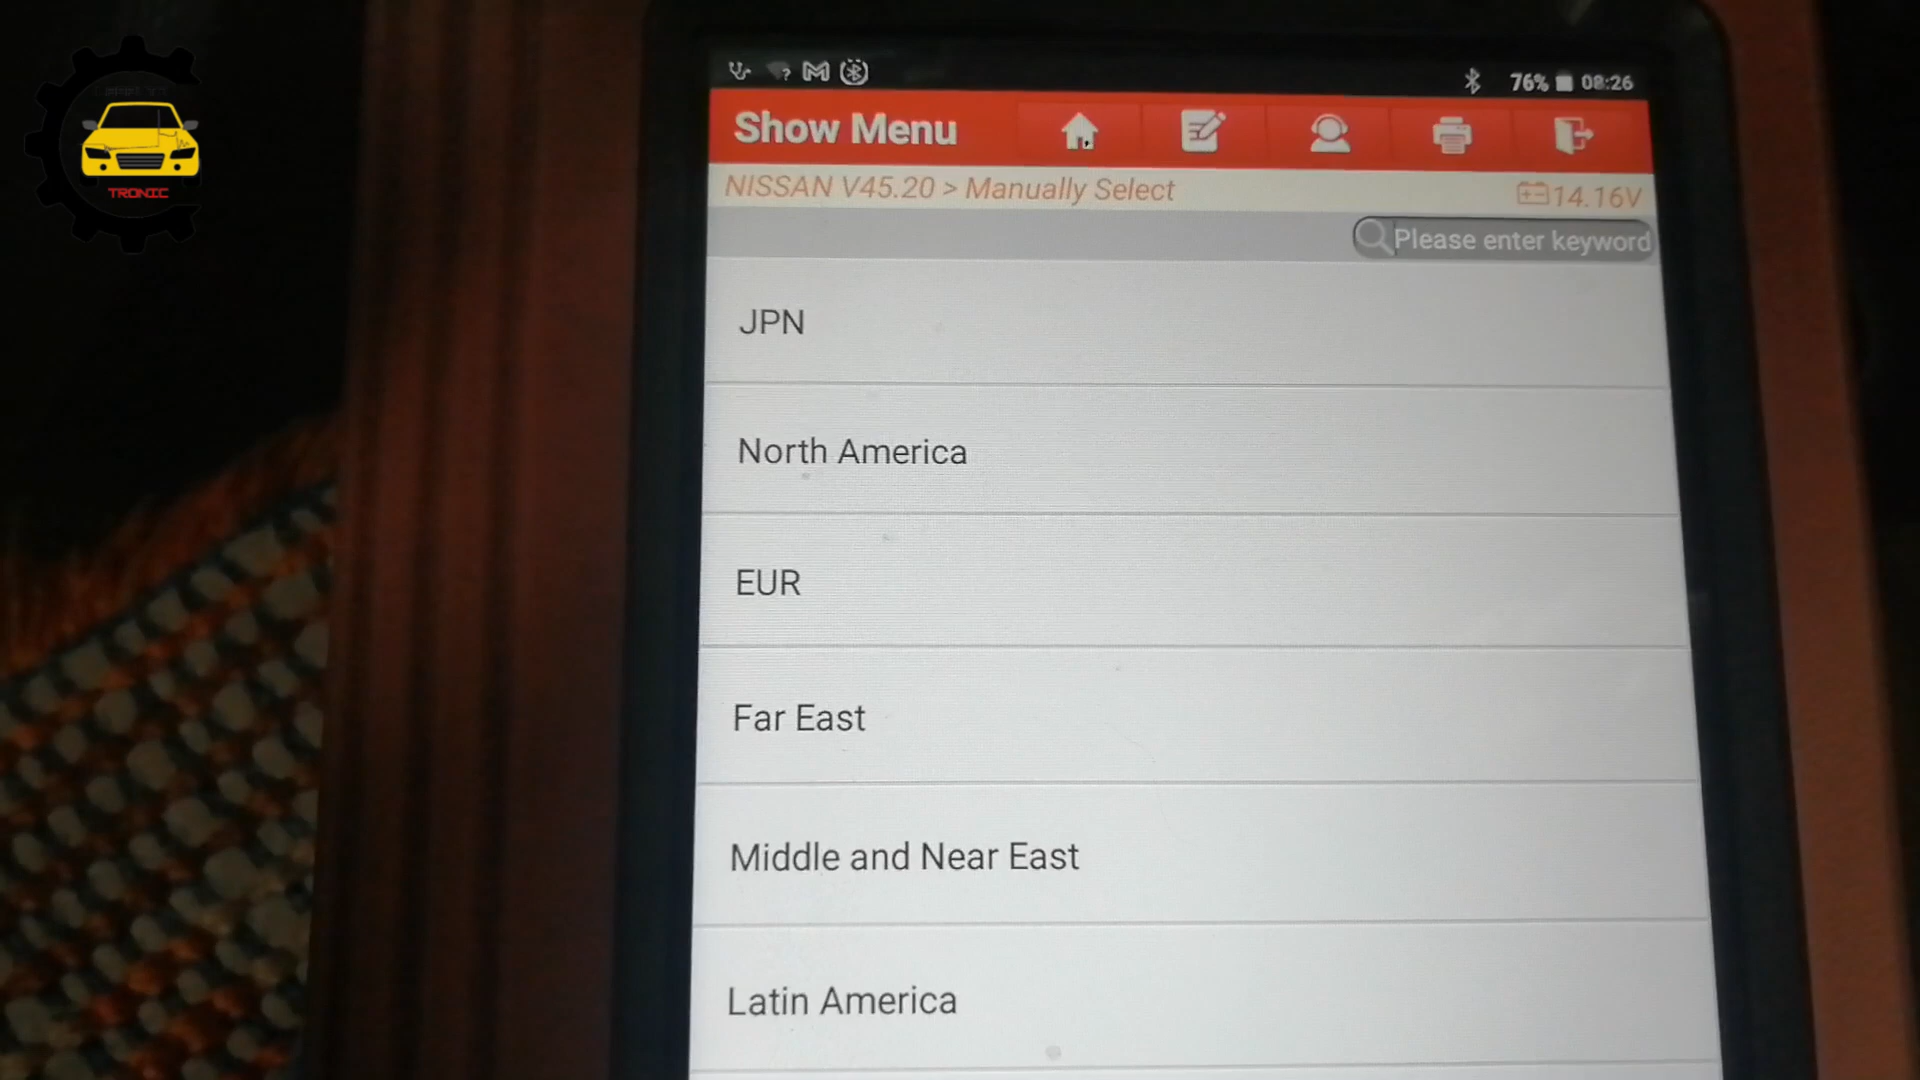 TRONIC
76% 08:26
Show Menu
NISSAN V45.20 > Manually Select
14.16V
Please enter keyword
JPN
North America
EUR
Far East
Middle and Near East
Latin America